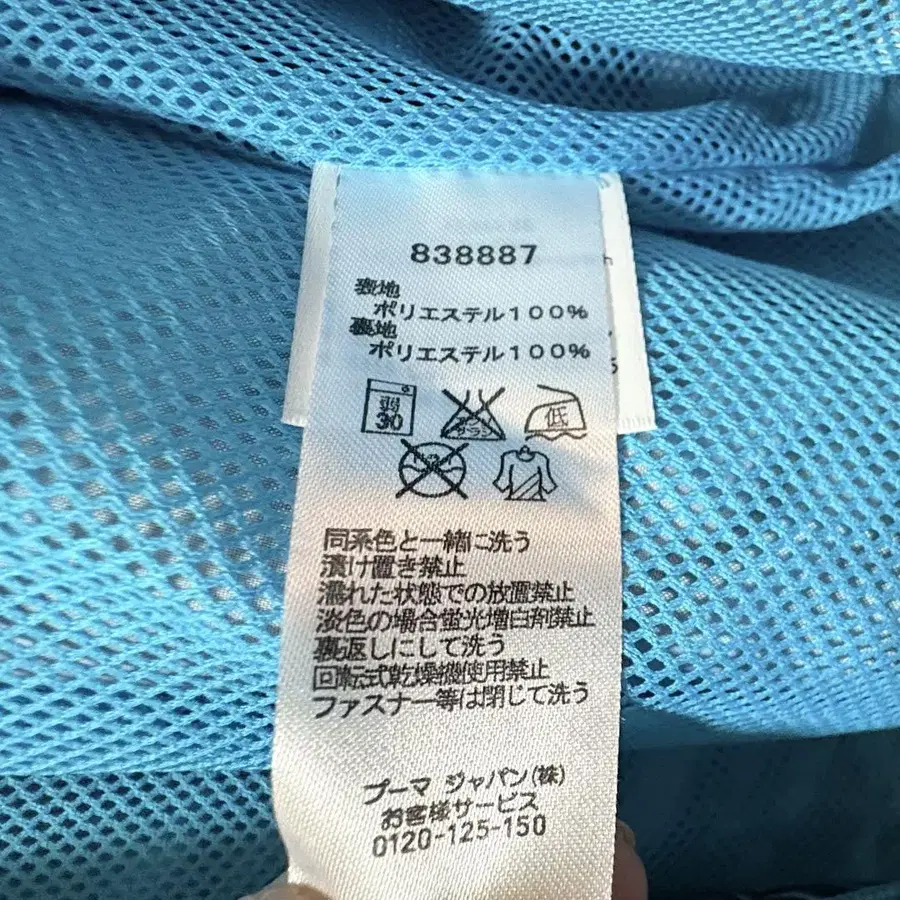 838887
表地
ポリエステル100%
裏地
ポリエステル100%
弱
30
低
同系色と一緒に洗う
漬け置き禁止
濡れた状態での放置禁止
淡色の場合蛍光増白剤禁止
裏返しにして洗う
回転式乾燥機使用禁止
ファスナー等は閉じて洗う
プーマ ジャパン(株)
お客様サービス
0120-125-150